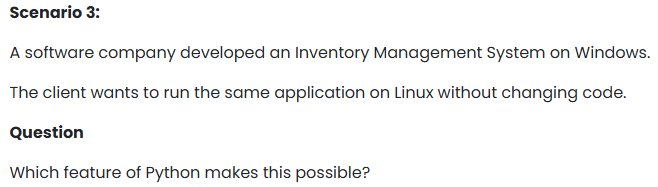 Scenario 3:
A software company developed an Inventory Management System on Windows.
The client wants to run the same application on Linux without changing code.
Question
Which feature of Python makes this possible?